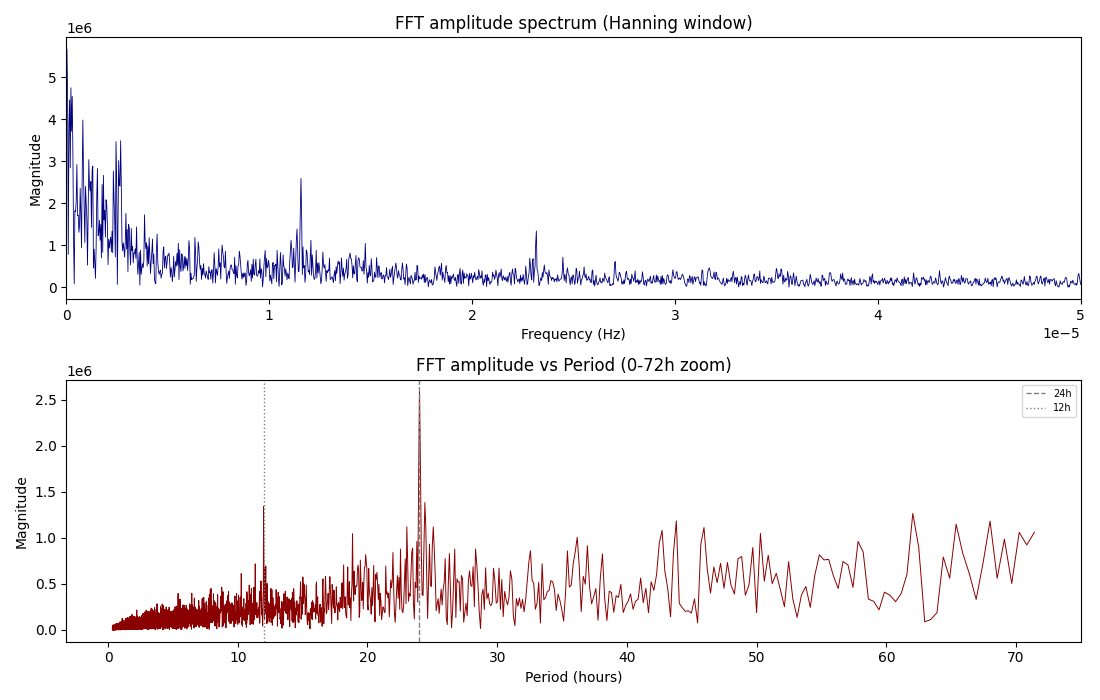 FFT amplitude spectrum (Hanning window)
1e6
5
4
3
2
1
0
Magnitude
0 1 2 3 4 5
1e−5
Frequency (Hz)
FFT amplitude vs Period (0-72h zoom)
1e6
2.5
2.0
1.5
1.0
0.5
0.0
Magnitude
24h
12h
0 10 20 30 40 50 60 70
Period (hours)